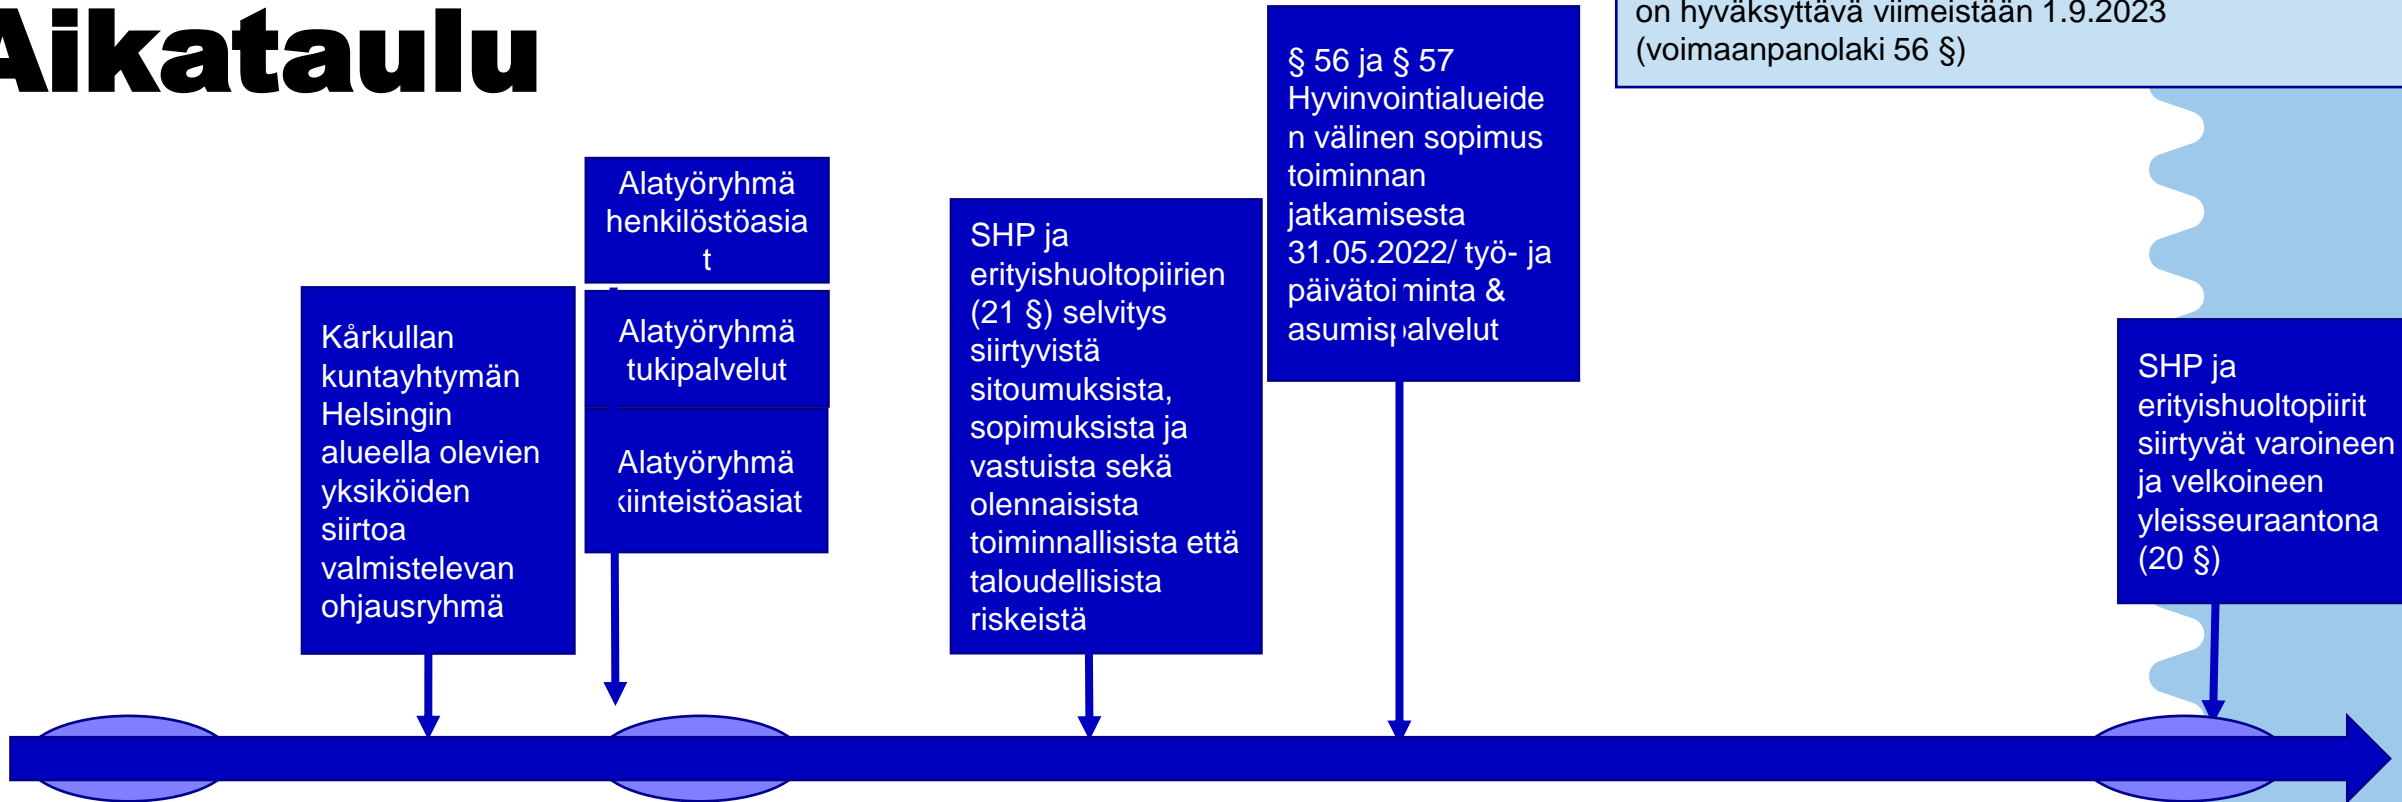 Aikataulu
on hyväksyttävä viimeistään 1.9.2023
(voimaanpanolaki 56 §)
Kårkullan
kuntayhtymän
Helsingin
alueella olevien
yksiköiden
siirtoa
valmistelevan
ohjausryhmä
Alatyöryhmä
henkilöstöasia
t
Alatyöryhmä
tukipalvelut
Alatyöryhmä
kiinteistöasiat
SHP ja
erityishuoltopiirien
(21 §) selvitys
siirtyvistä
sitoumuksista,
sopimuksista ja
vastuista sekä
olennaisista
toiminnallisista että
taloudellisista
riskeistä
§ 56 ja § 57
Hyvinvointialueide
n välinen sopimus
toiminnan
jatkamisesta
31.05.2022/ työ- ja
päivätoiminta &
asumispalvelut
SHP ja
erityishuoltopiirit
siirtyvät varoineen
ja velkoineen
yleisseuraantona
(20 §)